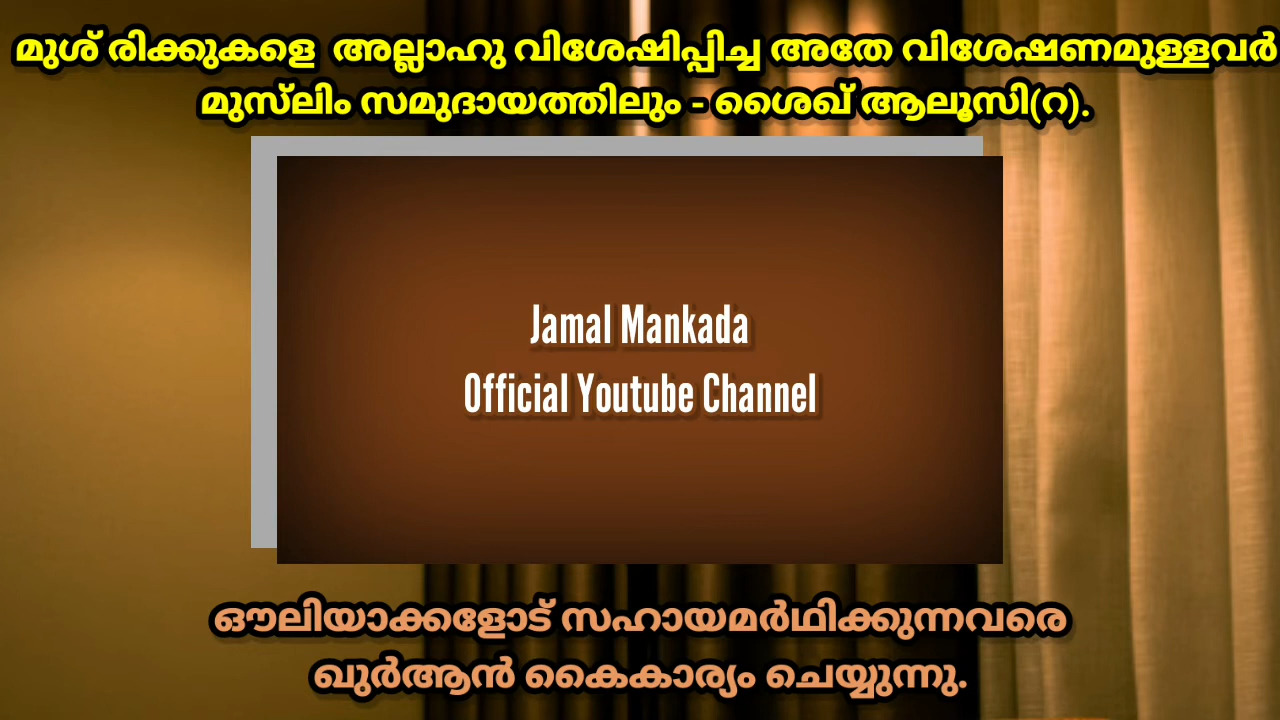 മുശ് രിക്കുകളെ അല്ലാഹു വിശേഷിപ്പിച്ച അതേ വിശേഷണമുള്ളവർ
മുസ്‌ലിം സമുദായത്തിലും - ശൈഖ് ആലൂസി(റ).
Jamal Mankada
Official Youtube Channel
ഔലിയാക്കളോട് സഹായമർഥിക്കുന്നവരെ
ഖുർആൻ കൈകാര്യം ചെയ്യുന്നു.